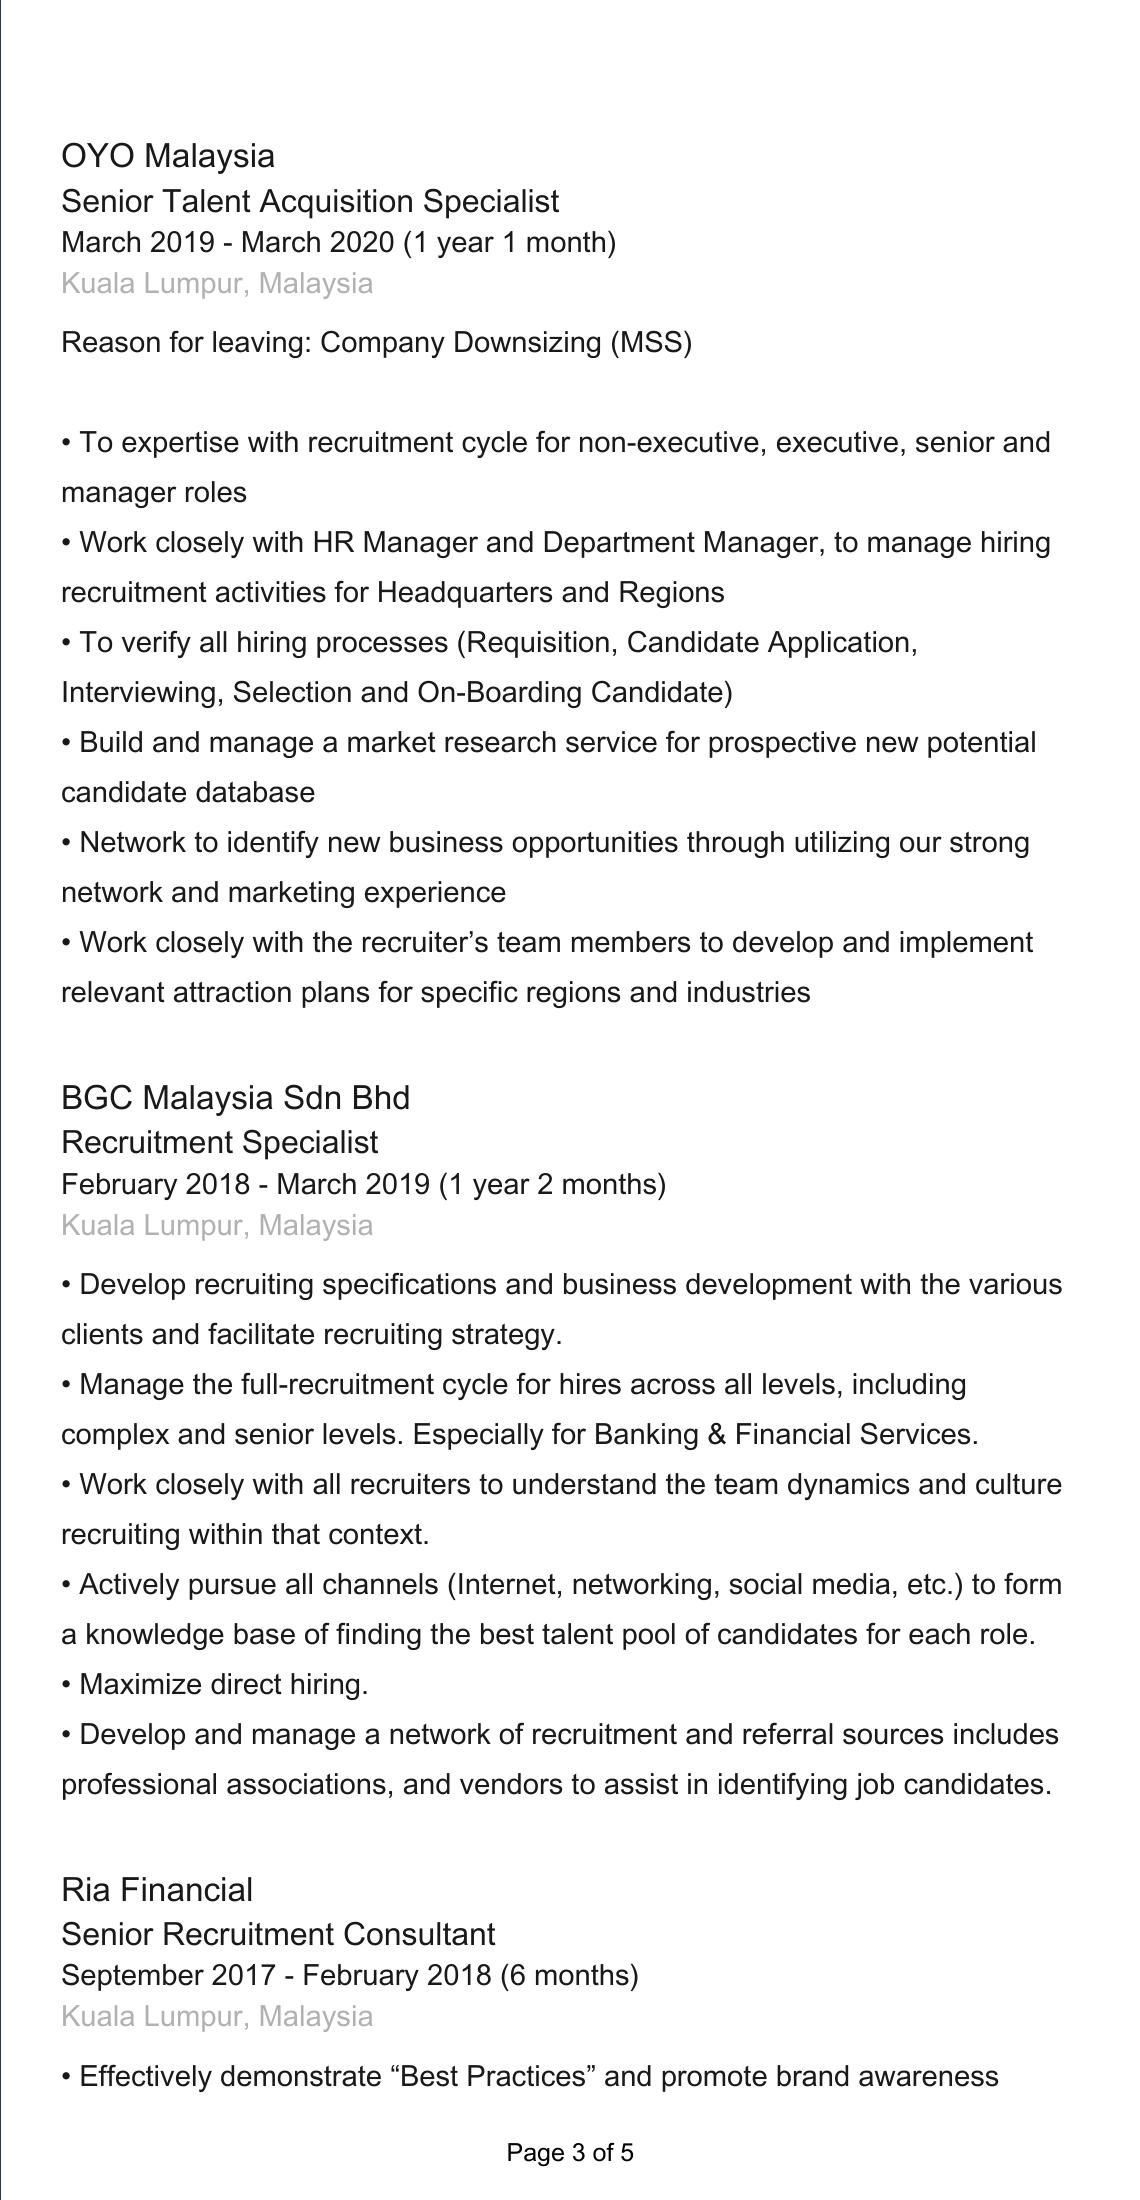 OYO Malaysia
Senior Talent Acquisition Specialist
March 2019 - March 2020 (1 year 1 month)
Kuala Lumpur, Malaysia
Reason for leaving: Company Downsizing (MSS)
• To expertise with recruitment cycle for non-executive, executive, senior and
manager roles
• Work closely with HR Manager and Department Manager, to manage hiring
recruitment activities for Headquarters and Regions
• To verify all hiring processes (Requisition, Candidate Application,
Interviewing, Selection and On-Boarding Candidate)
• Build and manage a market research service for prospective new potential
candidate database
• Network to identify new business opportunities through utilizing our strong
network and marketing experience
• Work closely with the recruiter’s team members to develop and implement
relevant attraction plans for specific regions and industries
BGC Malaysia Sdn Bhd
Recruitment Specialist
February 2018 - March 2019 (1 year 2 months)
Kuala Lumpur, Malaysia
• Develop recruiting specifications and business development with the various
clients and facilitate recruiting strategy.
• Manage the full-recruitment cycle for hires across all levels, including
complex and senior levels. Especially for Banking & Financial Services.
• Work closely with all recruiters to understand the team dynamics and culture
recruiting within that context.
• Actively pursue all channels (Internet, networking, social media, etc.) to form
a knowledge base of finding the best talent pool of candidates for each role.
• Maximize direct hiring.
• Develop and manage a network of recruitment and referral sources includes
professional associations, and vendors to assist in identifying job candidates.
Ria Financial
Senior Recruitment Consultant
September 2017 - February 2018 (6 months)
Kuala Lumpur, Malaysia
• Effectively demonstrate “Best Practices” and promote brand awareness
Page 3 of 5